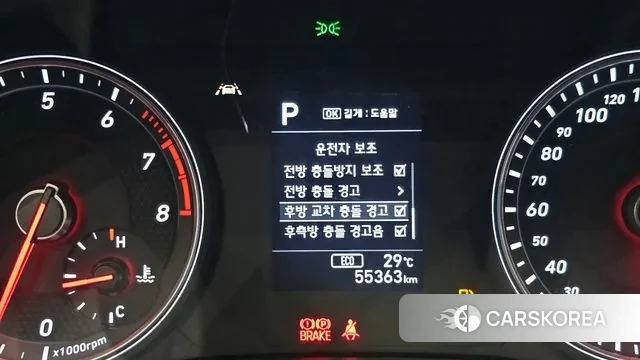 5
6
7
8
0
x1000rpm
H
C
P
OK 길게 : 도움말
운전자 보조
전방 충돌방지 보조
전방 충돌 경고
후방 교차 충돌 경고
후측방 충돌 경고음
ECO 29℃
55363km
BRAKE
120
100
80
60
40
90
70
50
30
CARSKOREA